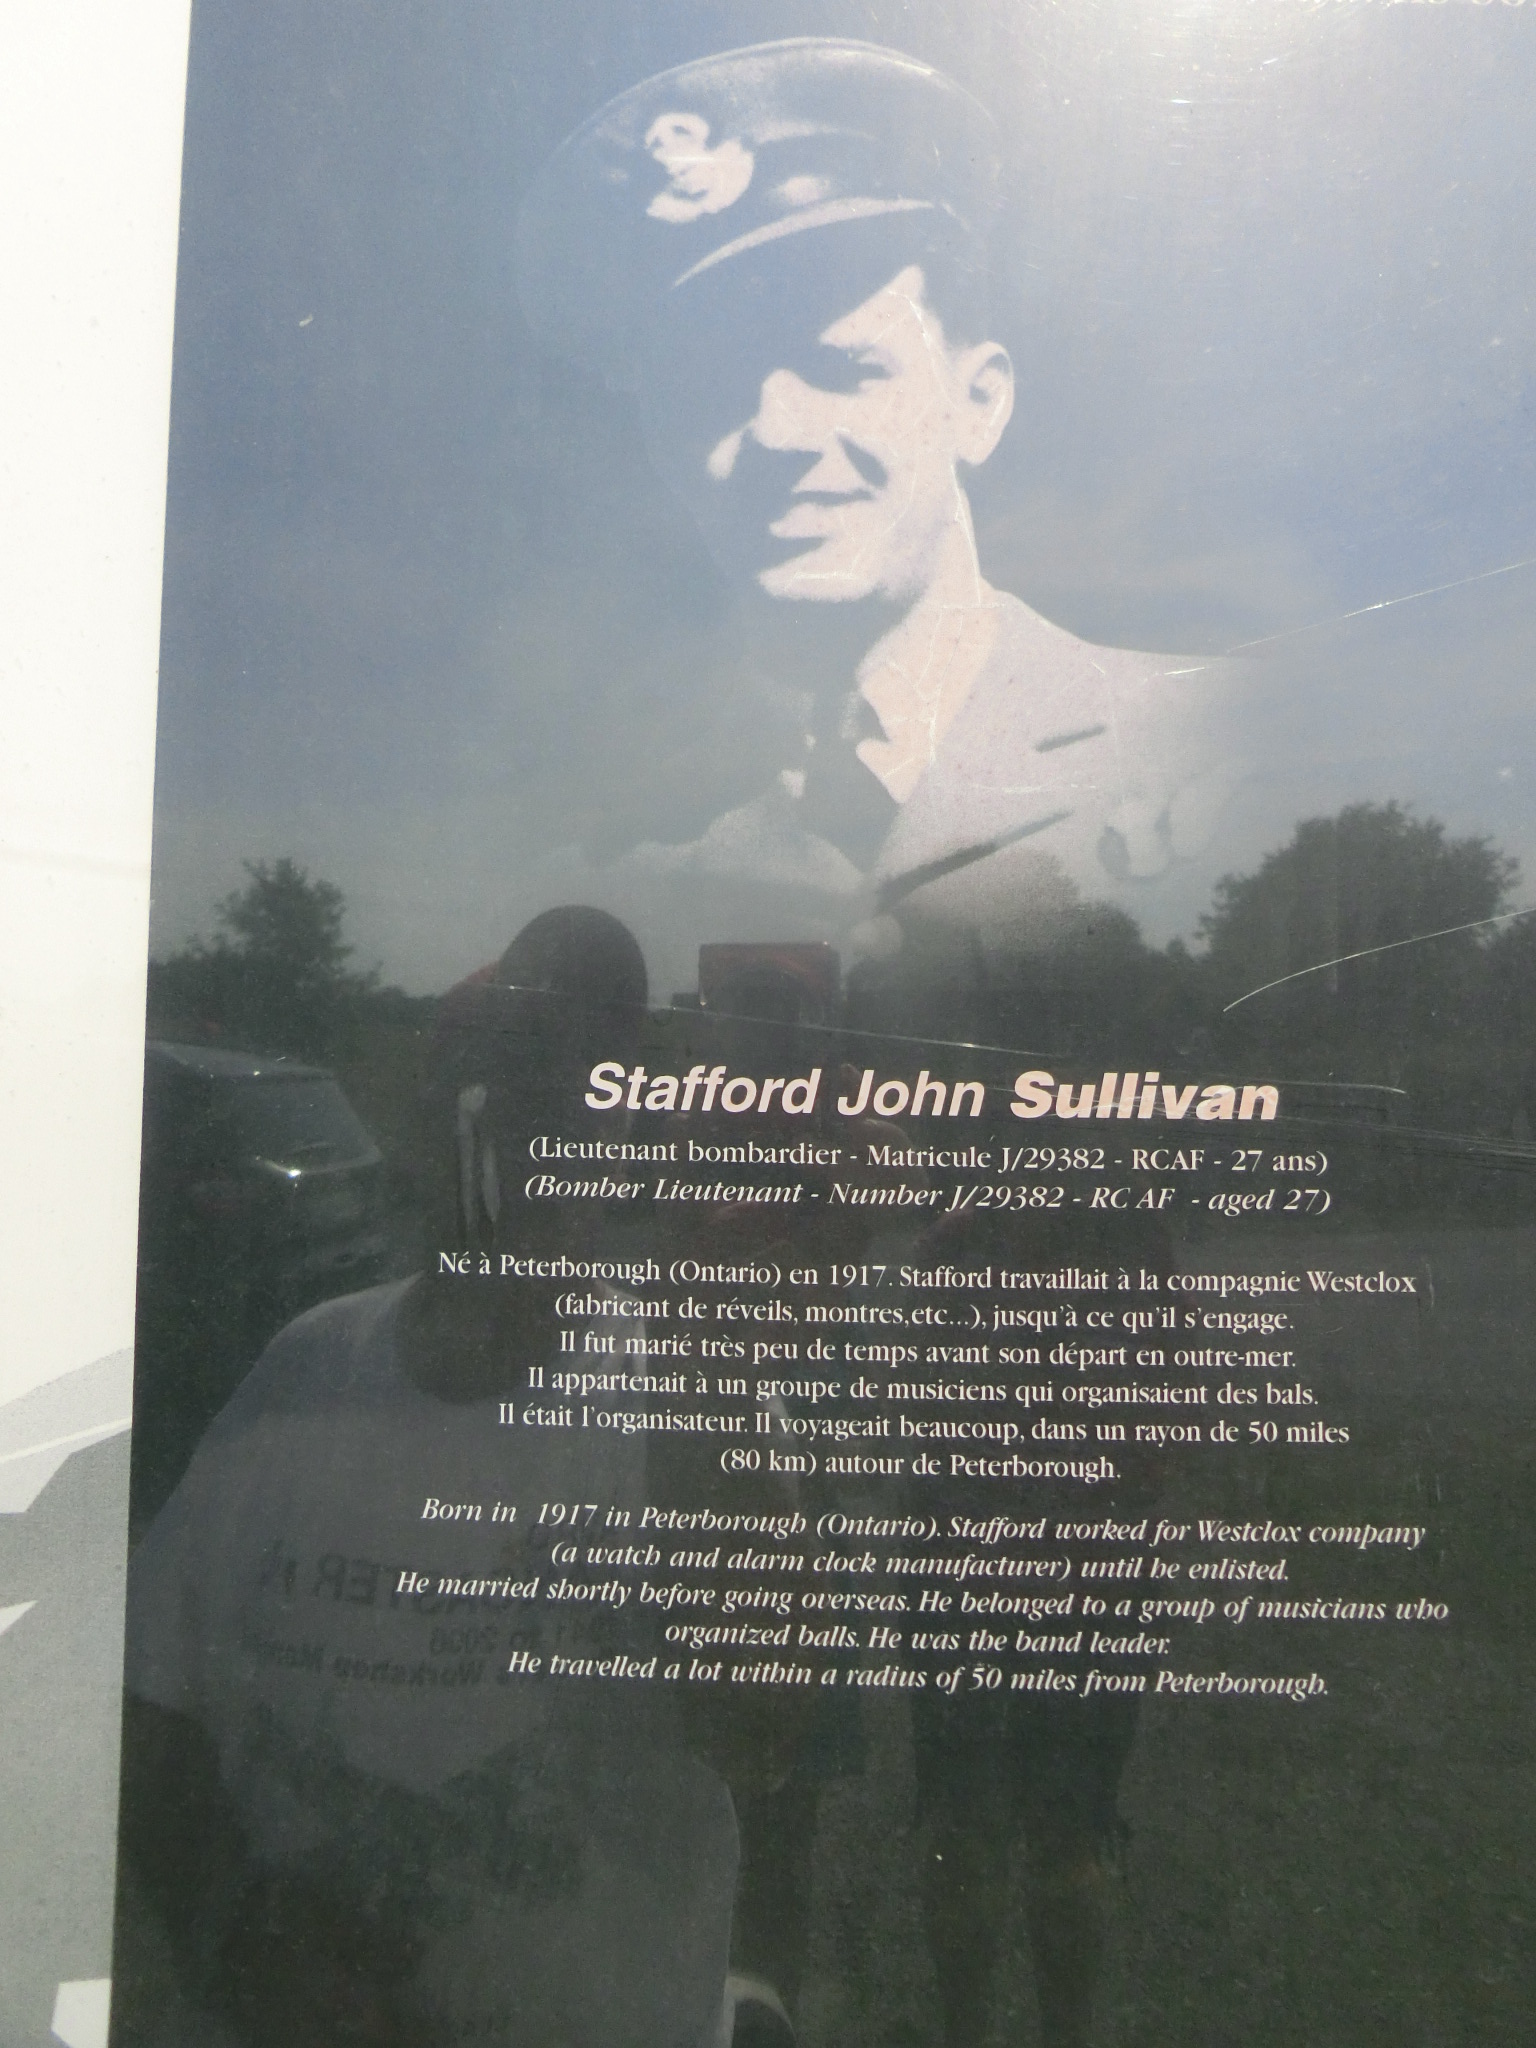 Stafford John Sullivan
(Lieutenant bombardier - Matricule J/29382 - RCAF - 27 ans)
(Bomber Lieutenant - Number J/29382 - RC AF - aged 27)
Né à Peterborough (Ontario) en 1917. Stafford travaillait à la compagnie Westclox
(fabricant de réveils, montres,etc...), jusqu'à ce qu'il s'engage.
Il fut marié très peu de temps avant son départ en outre-mer.
Il appartenait à un groupe de musiciens qui organisaient des bals.
Il était l'organisateur. Il voyageait beaucoup, dans un rayon de 50 miles
(80 km) autour de Peterborough.
Born in 1917 in Peterborough (Ontario). Stafford worked for Westclox company
(a watch and alarm clock manufacturer) until he enlisted.
He married shortly before going overseas. He belonged to a group of musicians who
organized balls. He was the band leader.
He travelled a lot within a radius of 50 miles from Peterborough.